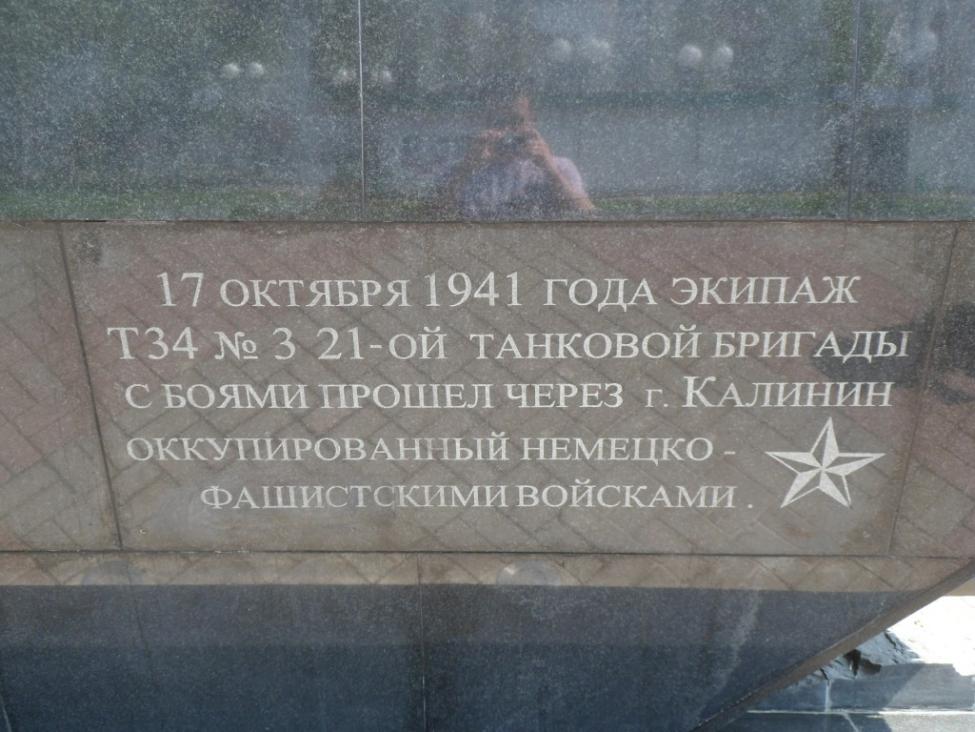 17 ОКТЯБРЯ 1941 ГОДА ЭКИПАЖ
Т34 № 3 21-ОЙ ТАНКОВОЙ БРИГАДЫ
С БОЯМИ ПРОШЕЛ ЧЕРЕЗ г. КАЛИНИН
ОККУПИРОВАННЫЙ НЕМЕЦКО -
ФАШИСТСКИМИ ВОЙСКАМИ .